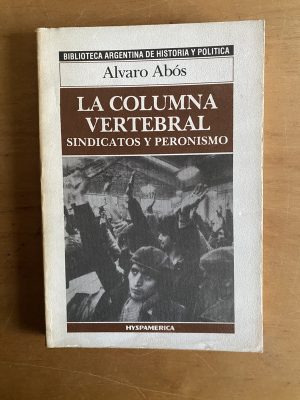 BIBLIOTECA ARGENTINA DE HISTORIA Y POLITICA
Alvaro Abós
LA COLUMNA
VERTEBRAL
SINDICATOS Y PERONISMO
HYSPAMERICA